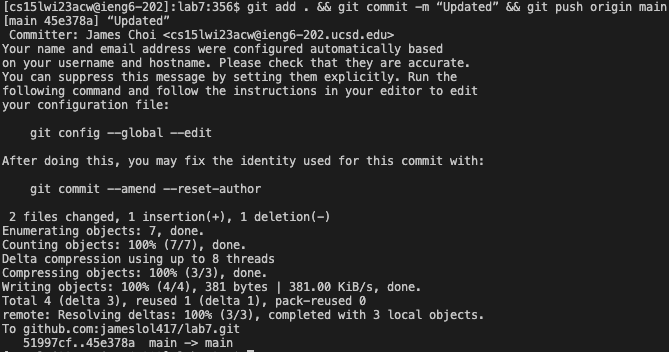 [cs15lwi23acw@ieng6-202]:lab7:356$ git add . && git commit -m “Updated” && git push origin main
[main 45e378a] “Updated”
 Committer: James Choi <cs15lwi23acw@ieng6-202.ucsd.edu>
Your name and email address were configured automatically based
on your username and hostname. Please check that they are accurate.
You can suppress this message by setting them explicitly. Run the
following command and follow the instructions in your editor to edit
your configuration file:

    git config --global --edit

After doing this, you may fix the identity used for this commit with:

    git commit --amend --reset-author

 2 files changed, 1 insertion(+), 1 deletion(-)
Enumerating objects: 7, done.
Counting objects: 100% (7/7), done.
Delta compression using up to 8 threads
Compressing objects: 100% (3/3), done.
Writing objects: 100% (4/4), 381 bytes | 381.00 KiB/s, done.
Total 4 (delta 3), reused 1 (delta 1), pack-reused 0
remote: Resolving deltas: 100% (3/3), completed with 3 local objects.
To github.com:jameslol417/lab7.git
   51997cf..45e378a  main -> main